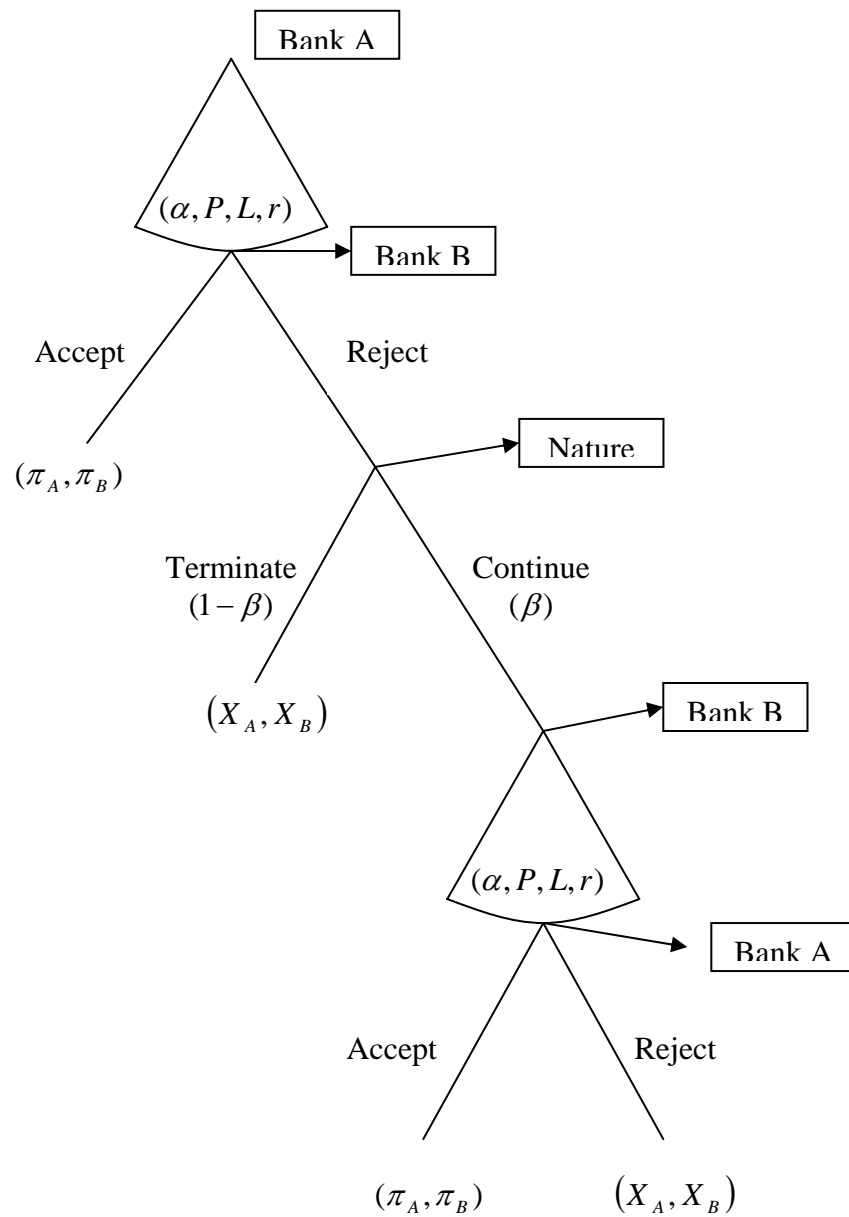 Bank A
(α, P, L, r)
Bank B
Accept
Reject
(π_A, π_B)
Nature
Terminate
(1 − β)
Continue
(β)
(X_A, X_B)
Bank B
(α, P, L, r)
Bank A
Accept
Reject
(π_A, π_B)
(X_A, X_B)